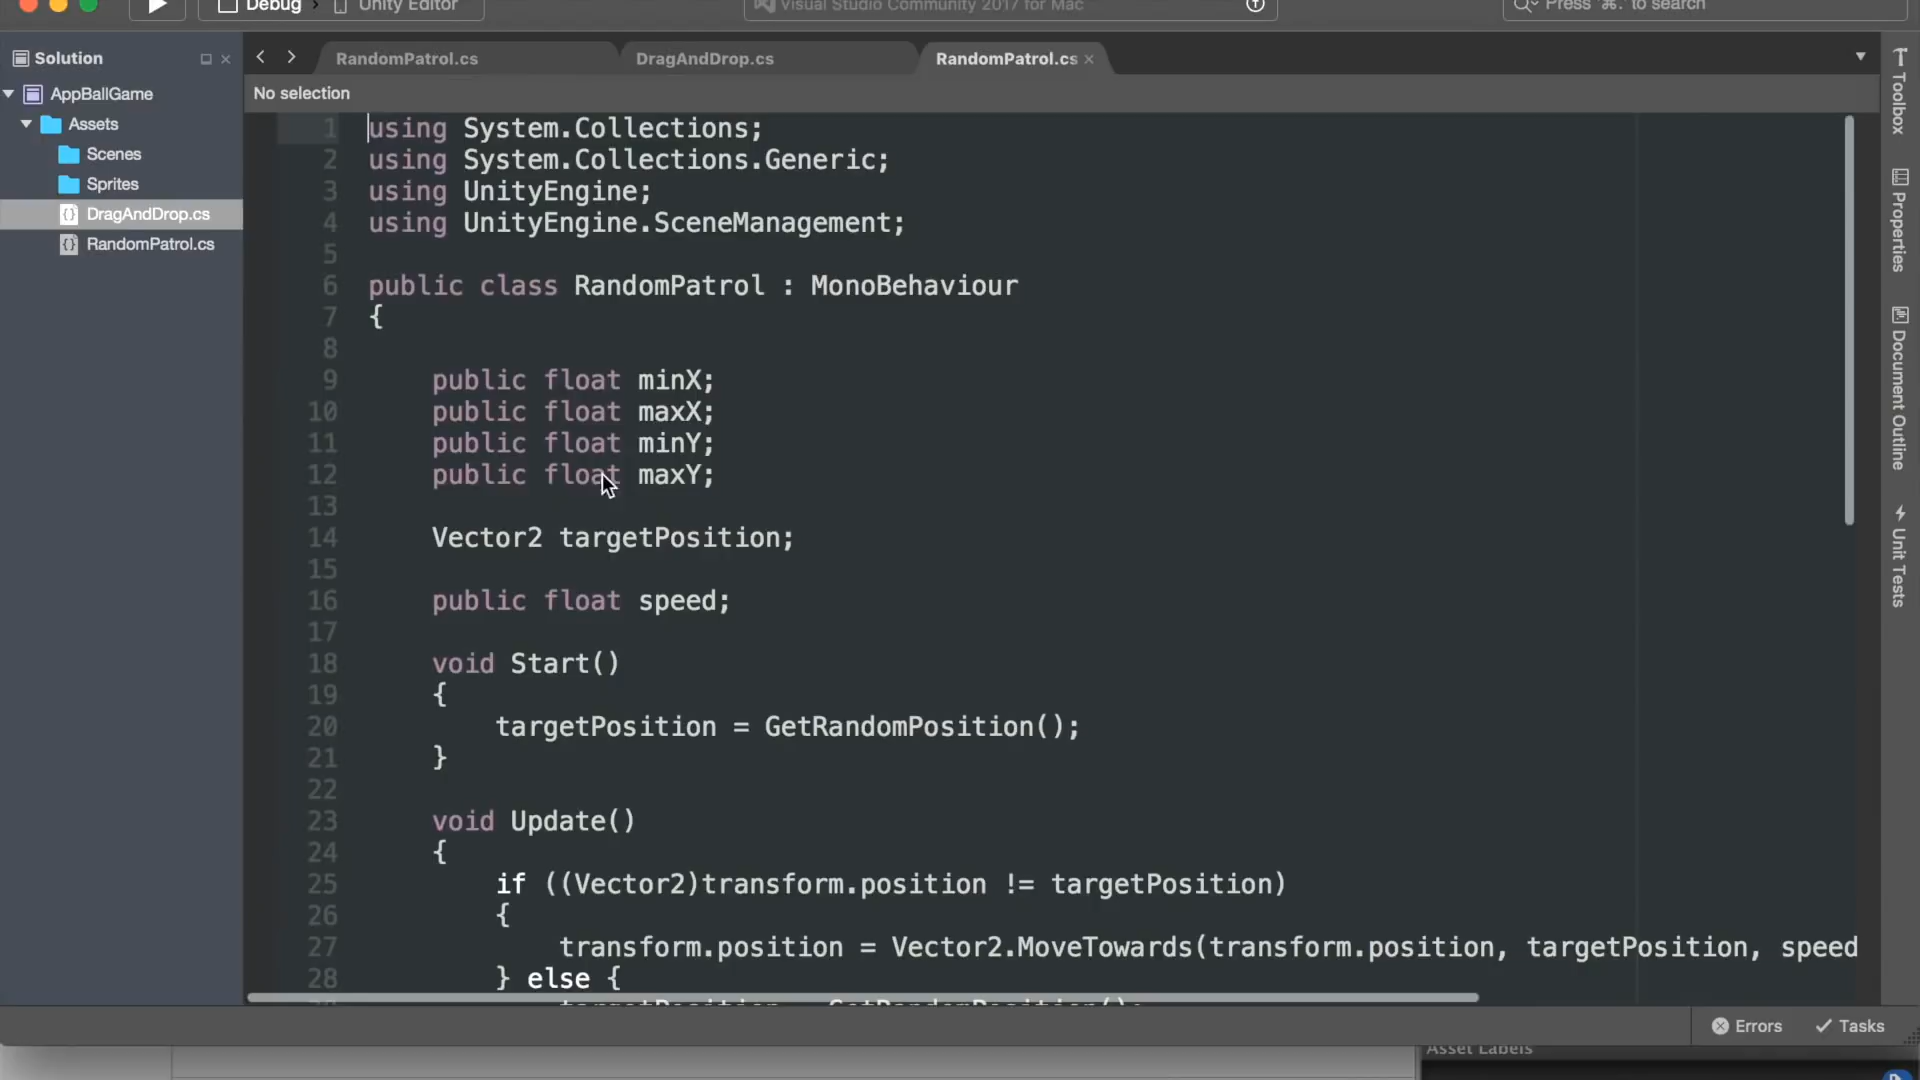 Debug
Unity Editor
Visual Studio Community 2017 for Mac
Press '⌘.' to search
Solution
AppBallGame
Assets
Scenes
Sprites
DragAndDrop.cs
RandomPatrol.cs
RandomPatrol.cs
DragAndDrop.cs
RandomPatrol.cs
No selection
1 using System.Collections;
2 using System.Collections.Generic;
3 using UnityEngine;
4 using UnityEngine.SceneManagement;
5
6 public class RandomPatrol : MonoBehaviour
7 {
8
9 public float minX;
10 public float maxX;
11 public float minY;
12 public float maxY;
13
14 Vector2 targetPosition;
15
16 public float speed;
17
18 void Start()
19 {
20 targetPosition = GetRandomPosition();
21 }
22
23 void Update()
24 {
25 if ((Vector2)transform.position != targetPosition)
26 {
27 transform.position = Vector2.MoveTowards(transform.position, targetPosition, speed
28 } else {
targetPosition = GetRandomPosition();
Toolbox
Properties
Document Outline
Unit Tests
Errors
Tasks
Asset Labels